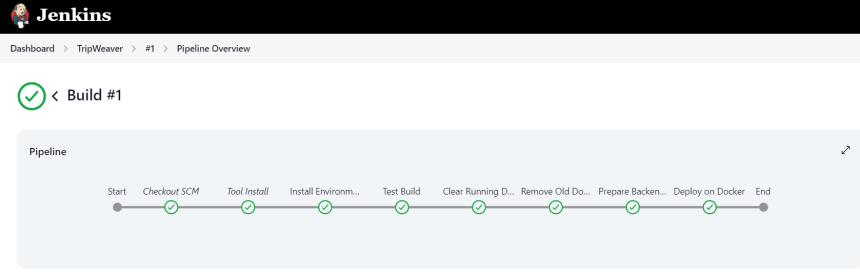 Jenkins
Dashboard > TripWeaver > #1 > Pipeline Overview
Build #1
Pipeline
Start Checkout SCM Tool Install Install Environm... Test Build Clear Running D... Remove Old Do... Prepare Backen... Deploy on Docker End